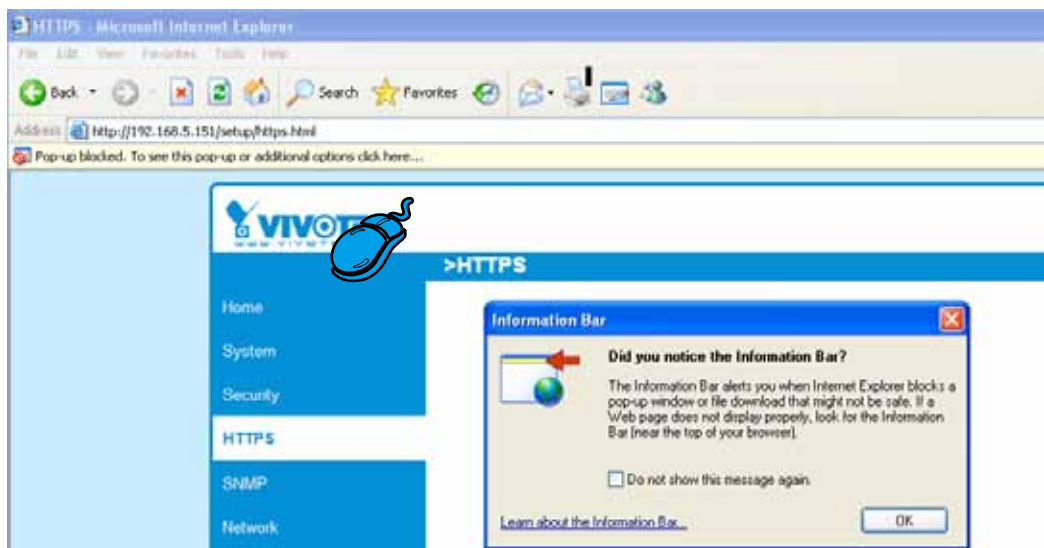 HTTPS - Microsoft Internet Explorer
File Edit View Favorites Tools Help
Back Search Favorites
Address http://192.168.5.151/setup/https.html
Pop-up blocked. To see this pop-up or additional options click here...
>HTTPS
Home
System
Security
HTTPS
SNMP
Network
Information Bar
Did you notice the Information Bar?
The Information Bar alerts you when Internet Explorer blocks a
pop-up window or file download that might not be safe. If a
Web page does not display properly, look for the Information
Bar (near the top of your browser).
Do not show this message again.
Learn about the Information Bar...
OK